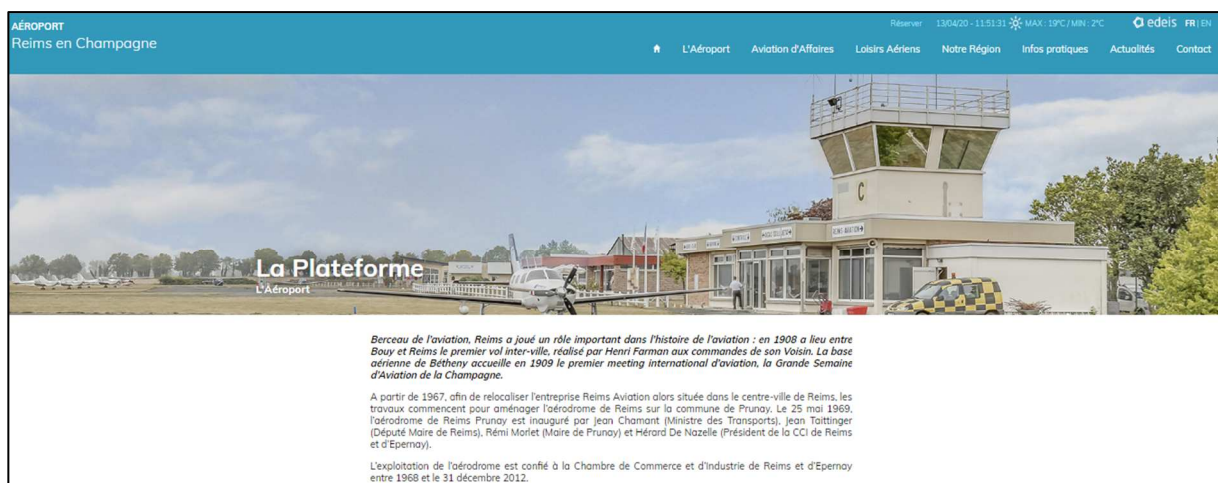 AÉROPORT
Reims en Champagne
Réserver 13/04/20 - 11:51:31 MAX : 19°C / MIN : 2°C edeis FR | EN
L'Aéroport Aviation d'Affaires Loisirs Aériens Notre Région Infos pratiques Actualités Contact
C
REIMS-AVIATION
La Plateforme
L'Aéroport
Berceau de l'aviation, Reims a joué un rôle important dans l'histoire de l'aviation : en 1908 a lieu entre
Bouy et Reims le premier vol inter-ville, réalisé par Henri Farman aux commandes de son Voisin. La base
aérienne de Bétheny accueille en 1909 le premier meeting international d'aviation, la Grande Semaine
d'Aviation de la Champagne.
A partir de 1967, afin de relocaliser l'entreprise Reims Aviation alors située dans le centre-ville de Reims, les
travaux commencent pour aménager l'aérodrome de Reims sur la commune de Prunay. Le 25 mai 1969,
l'aérodrome de Reims Prunay est inauguré par Jean Chamant (Ministre des Transports), Jean Taittinger
(Député Maire de Reims), Rémi Morlet (Maire de Prunay) et Hérard De Nazelle (Président de la CCI de Reims
et d'Epernay).
L'exploitation de l'aérodrome est confié à la Chambre de Commerce et d'Industrie de Reims et d'Epernay
entre 1968 et le 31 décembre 2012.